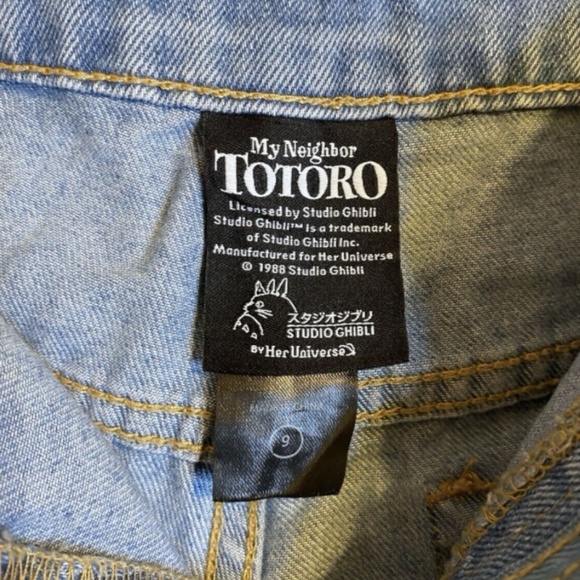 My Neighbor
TOTORO
Licensed by Studio Ghibli
Studio Ghibli™ is a trademark
of Studio Ghibli Inc.
Manufactured for Her Universe
© 1988 Studio Ghibli
スタジオジブリ
STUDIO GHIBLI
BY Her Universe
9